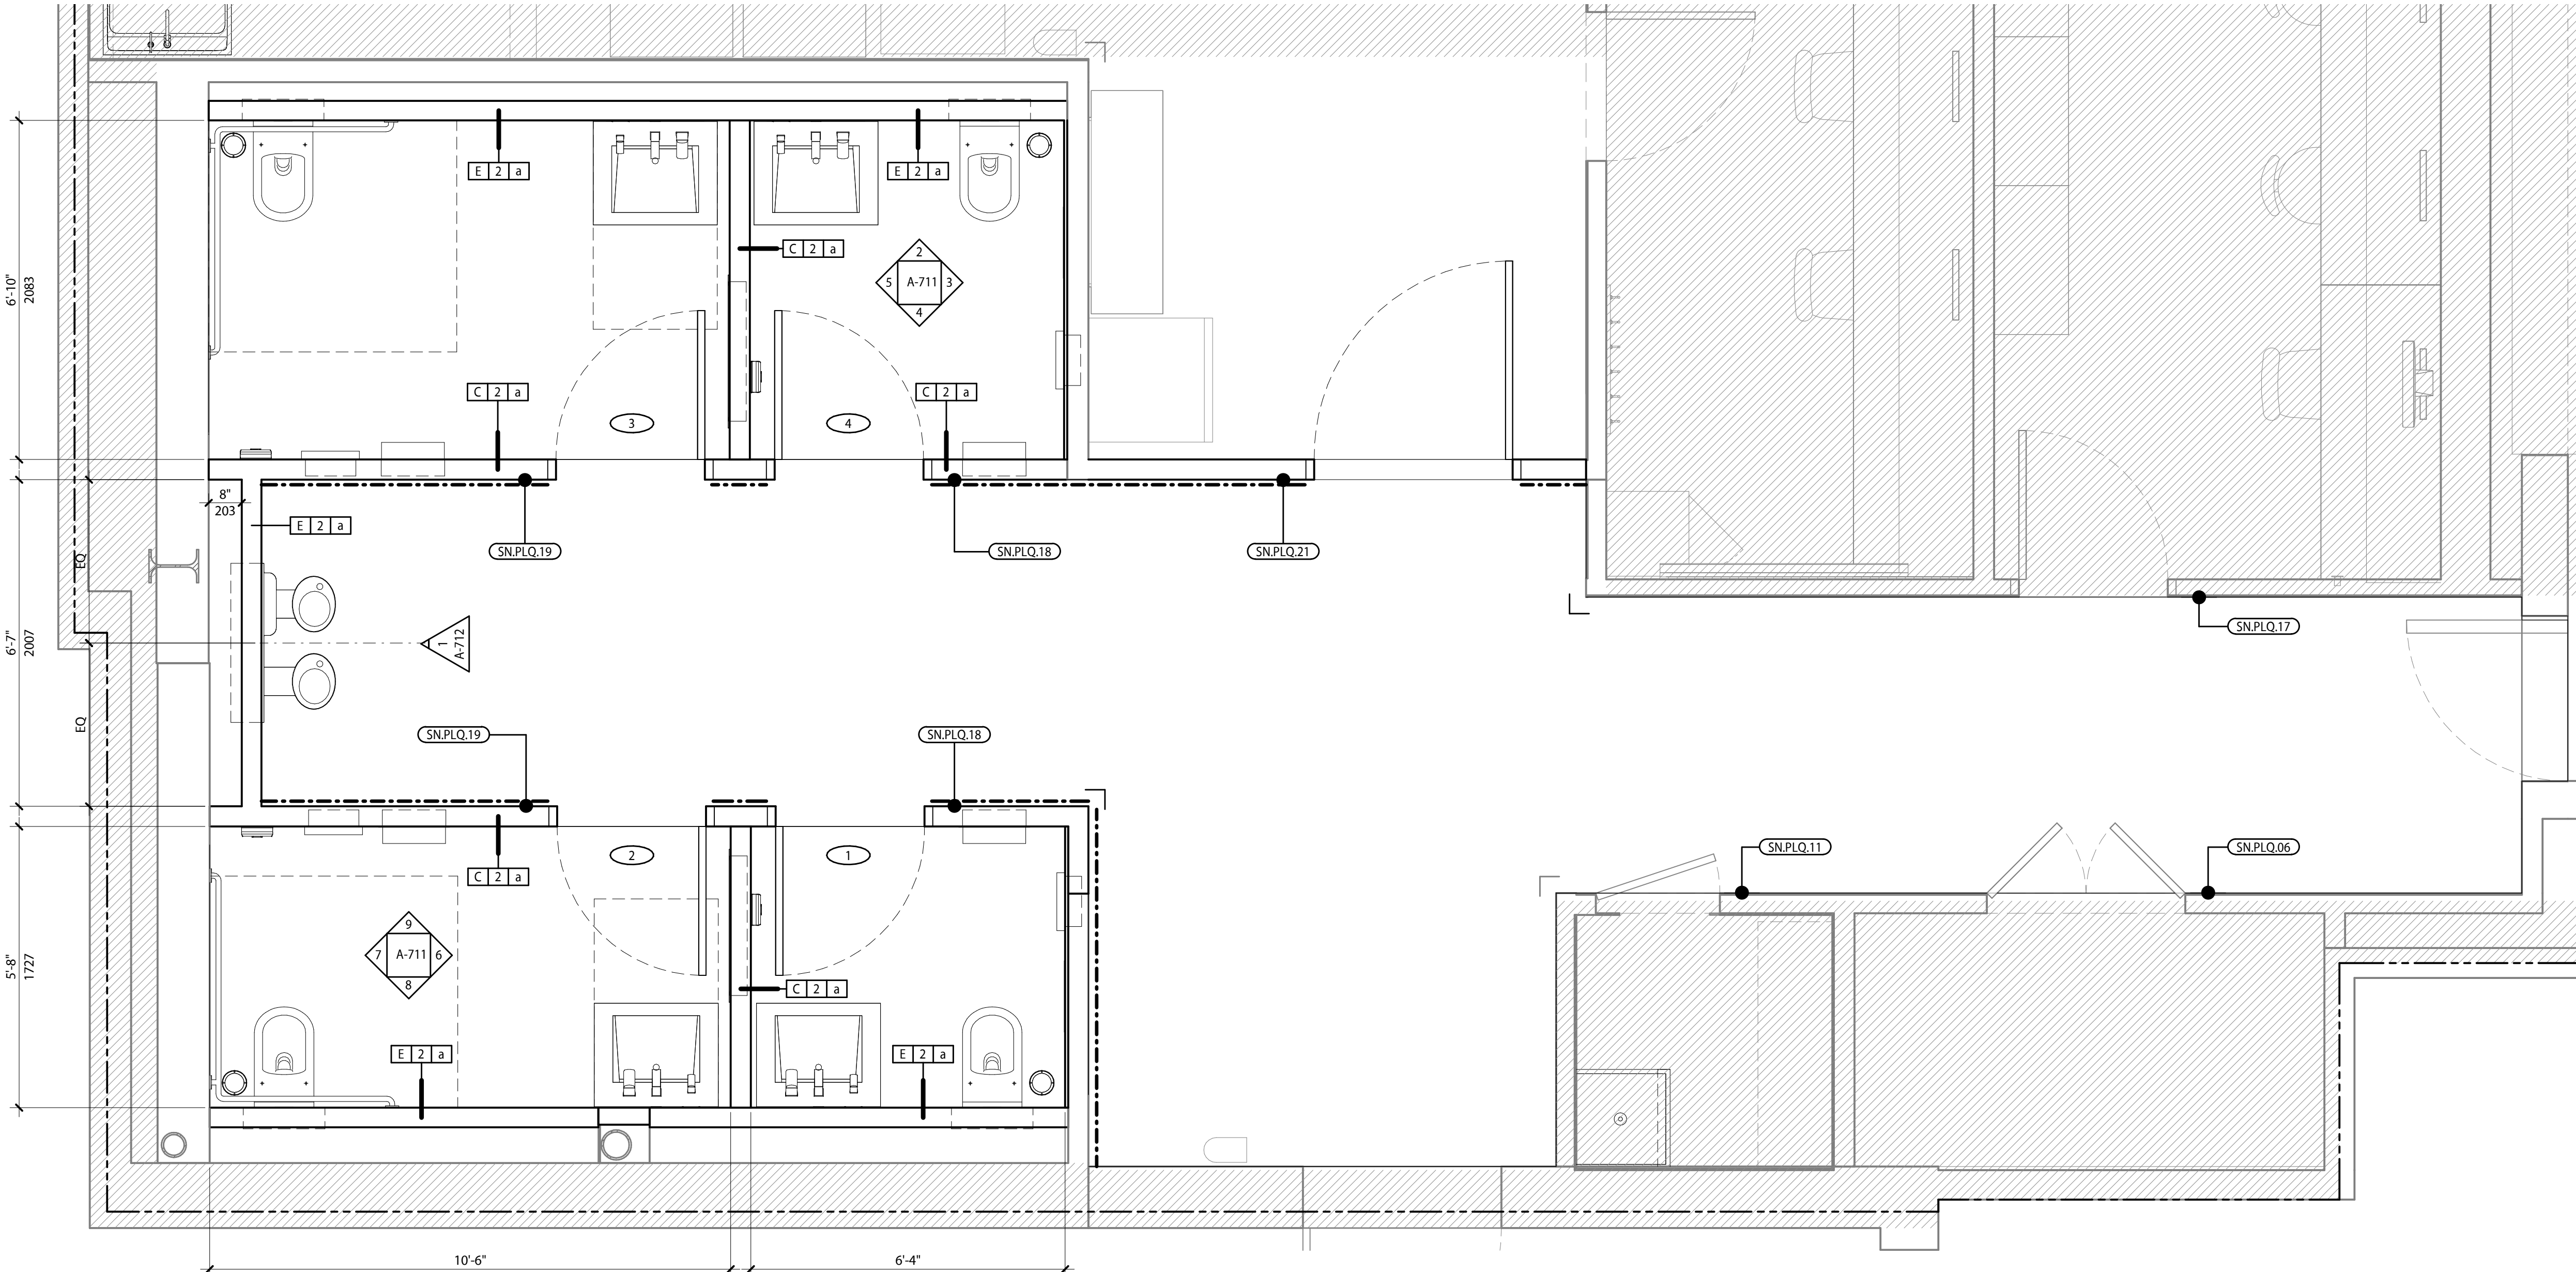 E 2 a
E 2 a
C 2 a
2
5 A-711 3
4
6'-10"
2083
C 2 a
C 2 a
3
4
8"
203
E 2 a
SN.PLQ.19
SN.PLQ.18
SN.PLQ.21
EQ
6'-7"
2007
1
A-712
SN.PLQ.17
EQ
SN.PLQ.19
SN.PLQ.18
2
1
SN.PLQ.11
SN.PLQ.06
C 2 a
9
7 A-711 6
8
5'-8"
1727
C 2 a
E 2 a
E 2 a
10'-6"
6'-4"